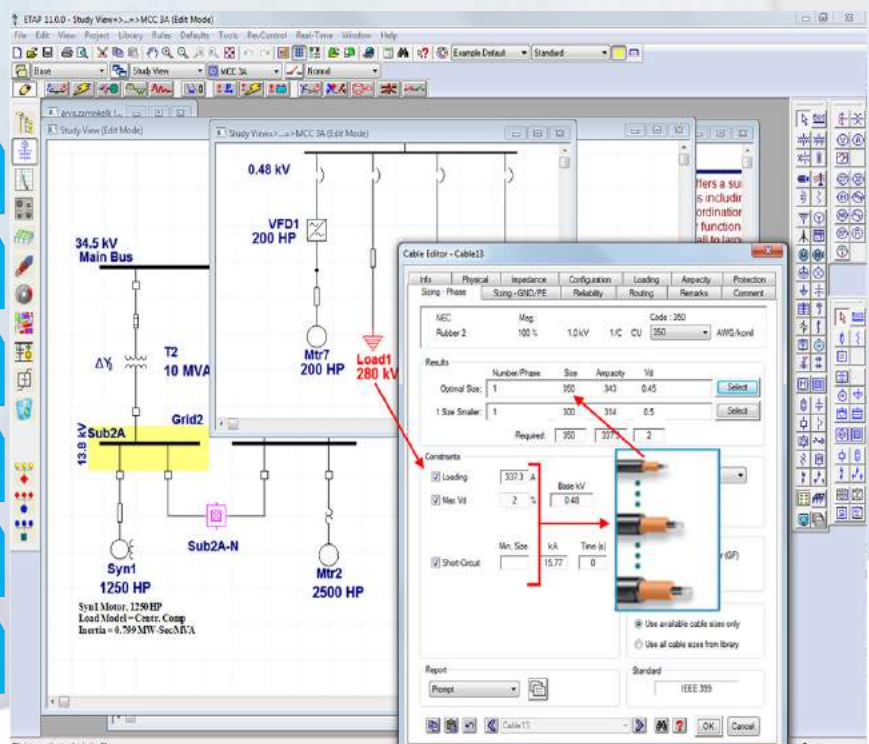 ETAP 11.0.0 - Study View=>...=>MCC 3A (Edit Mode)
File Edit View Project Library Rules Defaults Tools RevControl Real-Time Window Help
Example Default Standard
Base Study View MCC 3A Normal
Study View (Edit Mode)
Study View=>...=>MCC 3A (Edit Mode)
0.48 kV
VFD1
200 HP
Mtr7
200 HP
Load1
280 kV
34.5 kV
Main Bus
T2
10 MVA
Grid2
Sub2A
13.8 kV
Sub2A-N
Syn1
1250 HP
Mtr2
2500 HP
Syn1 Motor, 1250 HP
Load Model = Centr. Comp
Inertia = 0.799 MW-Sec/MVA
Cable Editor - Cable13
Info Physical Impedance Configuration Loading Ampacity Protection
Sizing - Phase Sizing - GND/PE Reliability Routing Remarks Comment
NEC Mag. Code : 350
Rubber 2 100 % 1.0 kV 1/C CU 350 AWG/kcmil
Results
Number/Phase Size Ampacity Vd
Optimal Size: 1 350 343 0.45 Select
1 Size Smaller: 1 300 314 0.5 Select
Required: 350 337.3 2
Constraints
Loading 337.3 A
Base kV
Max Vd 2 % 0.48
Min. Size kA Time (s)
Short-Circuit 15.77 0
(GF)
Use available cable sizes only
Use all cable sizes from library
Report
Prompt
Standard
IEEE 399
Cable13
OK Cancel